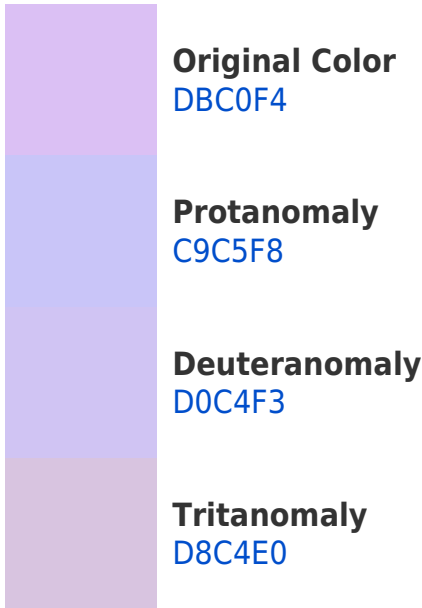 Original Color
DBC0F4
Protanomaly
C9C5F8
Deuteranomaly
D0C4F3
Tritanomaly
D8C4E0